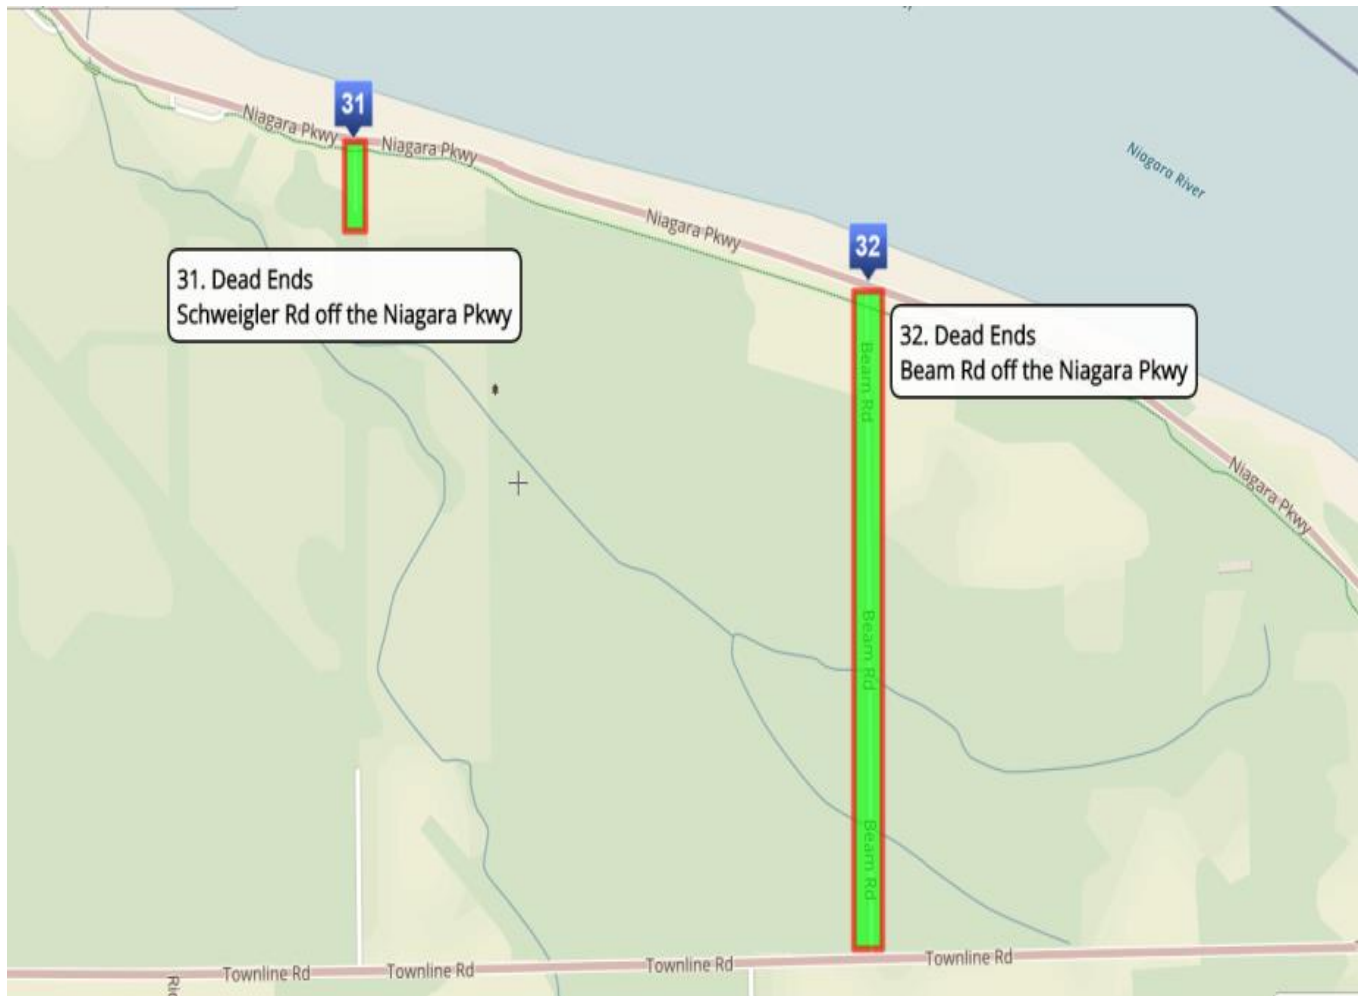 Niagara Pkwy
31
Niagara Pkwy
Niagara River
Niagara Pkwy
32
31. Dead Ends
Schweigler Rd off the Niagara Pkwy
32. Dead Ends
Beam Rd off the Niagara Pkwy
Beam Rd
Niagara Pkwy
Beam Rd
Beam Rd
Townline Rd
Townline Rd
Townline Rd
Townline Rd